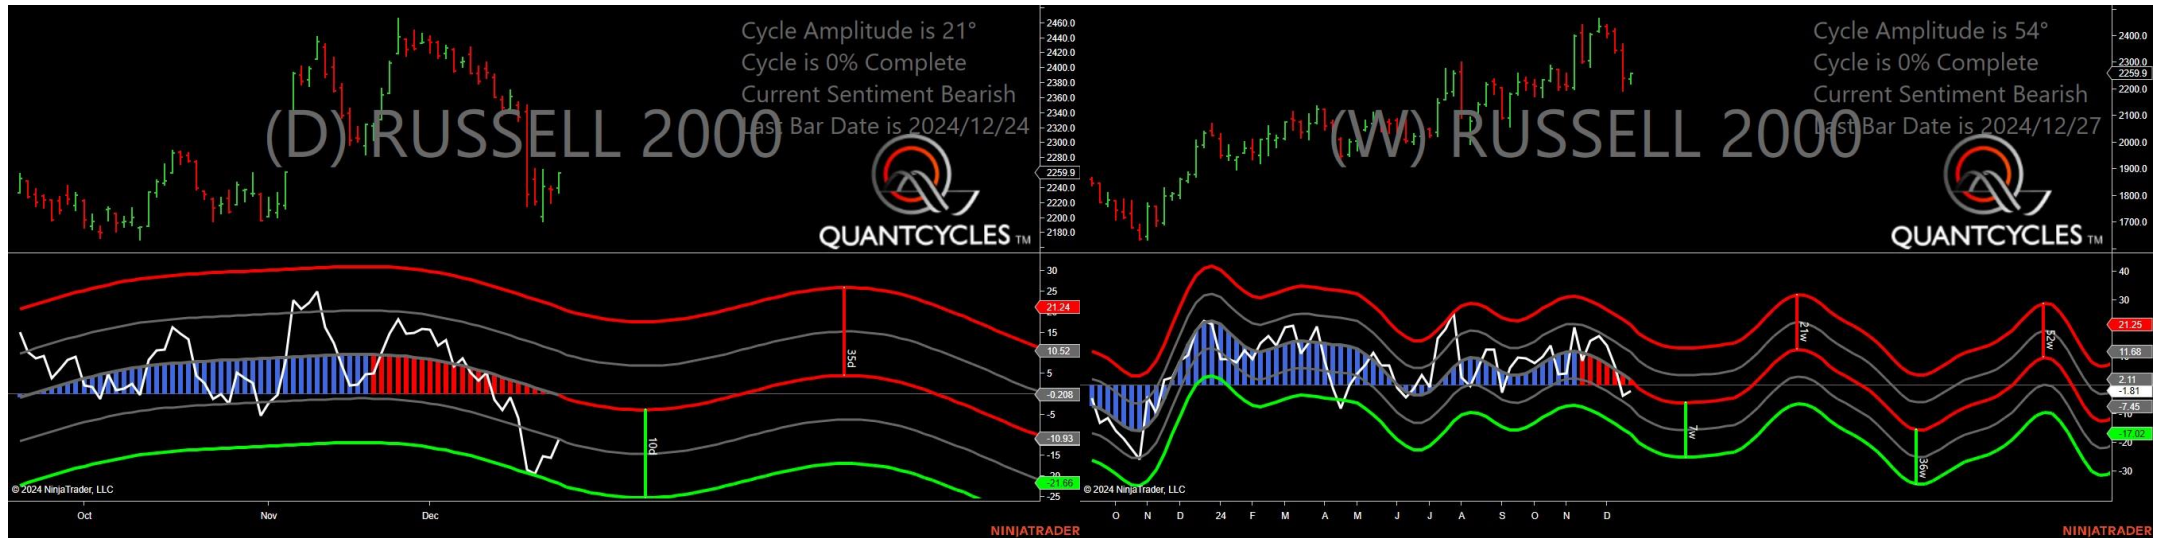 Cycle Amplitude is 21°
Cycle is 0% Complete
Current Sentiment Bearish
Last Bar Date is 2024/12/24
(D) RUSSELL 2000
QUANTCYCLES TM
2460.0
2440.0
2420.0
2400.0
2380.0
2360.0
2340.0
2320.0
2300.0
2280.0
2259.9
2240.0
2220.0
2200.0
2180.0
30
25
21.24
15
10.52
5
-0.208
-5
-10.93
-15
-21.66
-25
35d
10d
© 2024 NinjaTrader, LLC
Oct
Nov
Dec
NINJATRADER
Cycle Amplitude is 54°
Cycle is 0% Complete
Current Sentiment Bearish
Last Bar Date is 2024/12/27
(W) RUSSELL 2000
QUANTCYCLES TM
2400.0
2300.0
2259.9
2200.0
2100.0
2000.0
1900.0
1800.0
1700.0
40
30
21.25
11.68
2.11
-1.81
-7.45
-17.02
-20
-30
21w
52w
7w
36w
© 2024 NinjaTrader, LLC
O N D 24 F M A M J J A S O N D
NINJATRADER